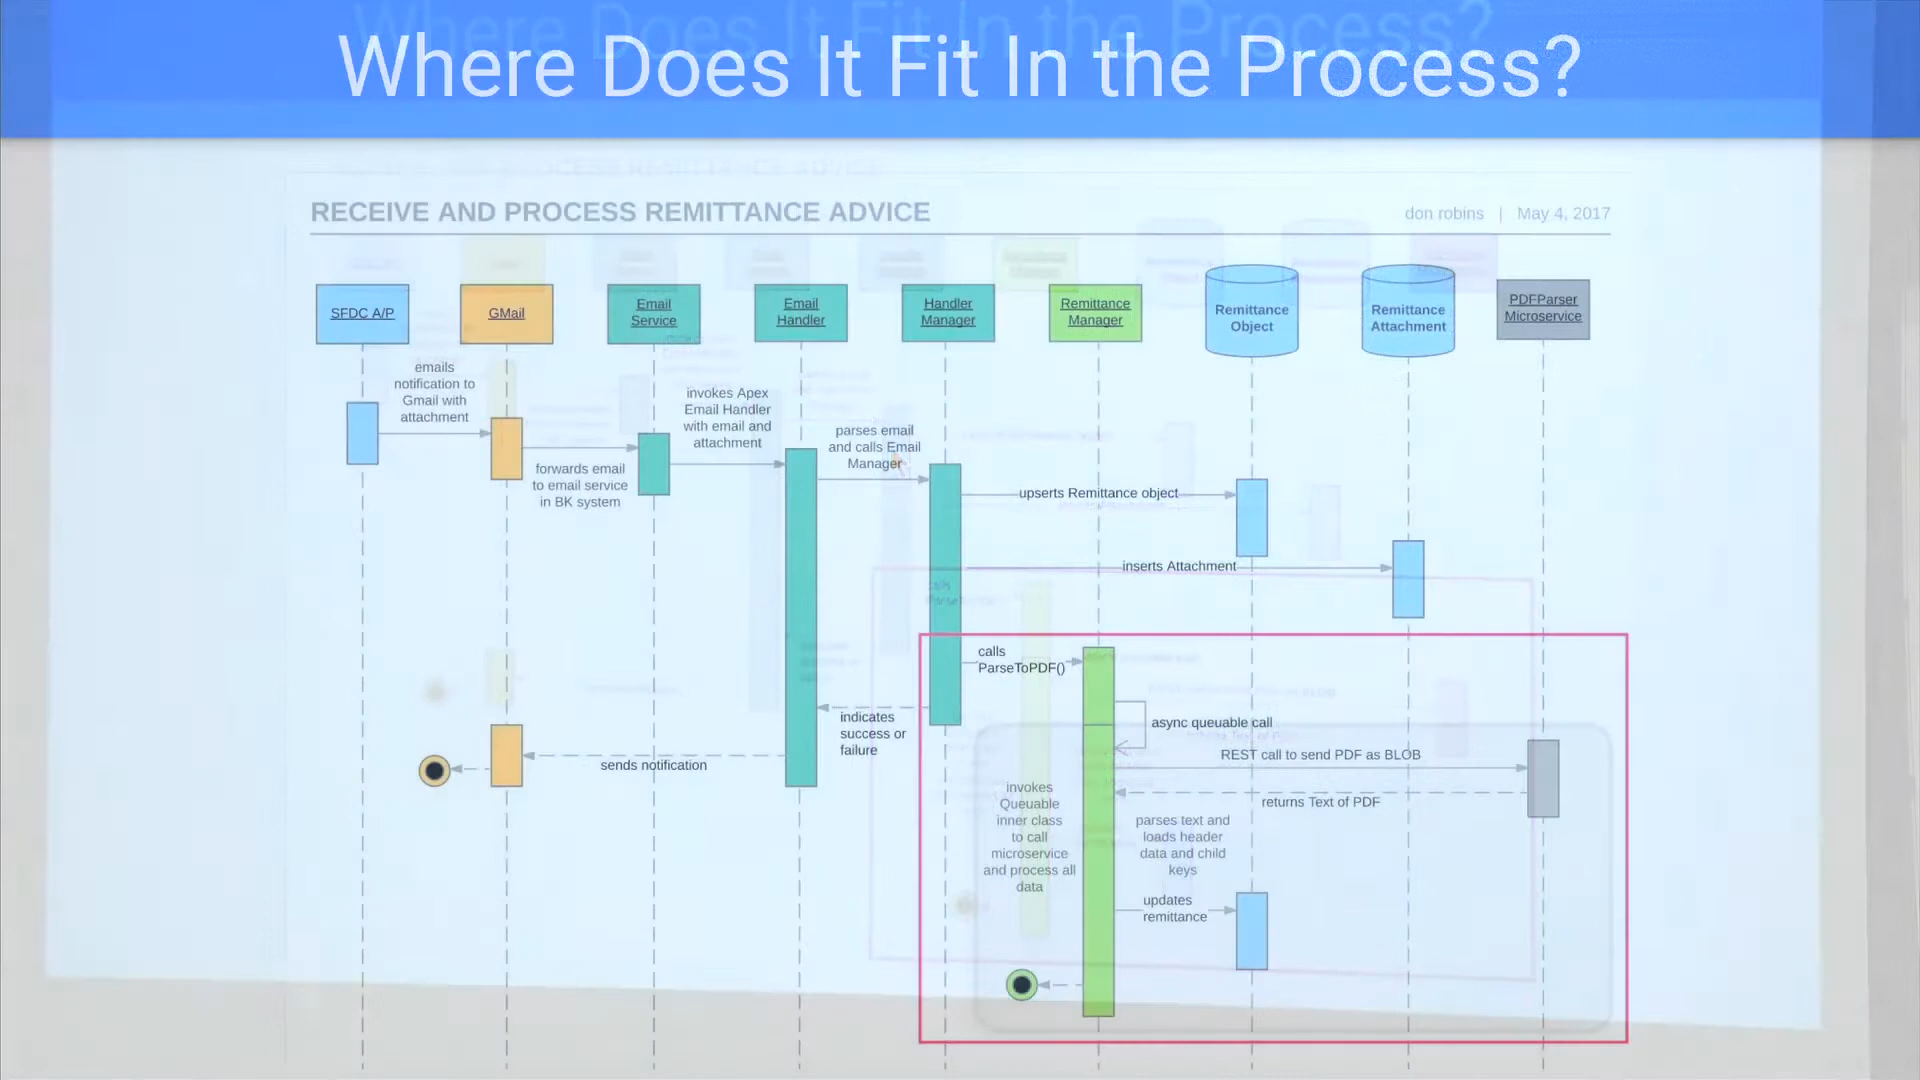 Where Does It Fit In the Process?
RECEIVE AND PROCESS REMITTANCE ADVICE
don robins | May 4, 2017
SFDC A/P
GMail
Email
Service
Email
Handler
Handler
Manager
Remittance
Manager
Remittance
Object
Remittance
Attachment
PDFParser
Microservice
emails
notification to
Gmail with
attachment
forwards email
to email service
in BK system
invokes Apex
Email Handler
with email and
attachment
parses email
and calls Email
Manager
upserts Remittance object
inserts Attachment
calls
ParseToPDF()
indicates
success or
failure
sends notification
async queuable call
REST call to send PDF as BLOB
returns Text of PDF
invokes
Queuable
inner class
to call
microservice
and process all
data
parses text and
loads header
data and child
keys
updates
remittance